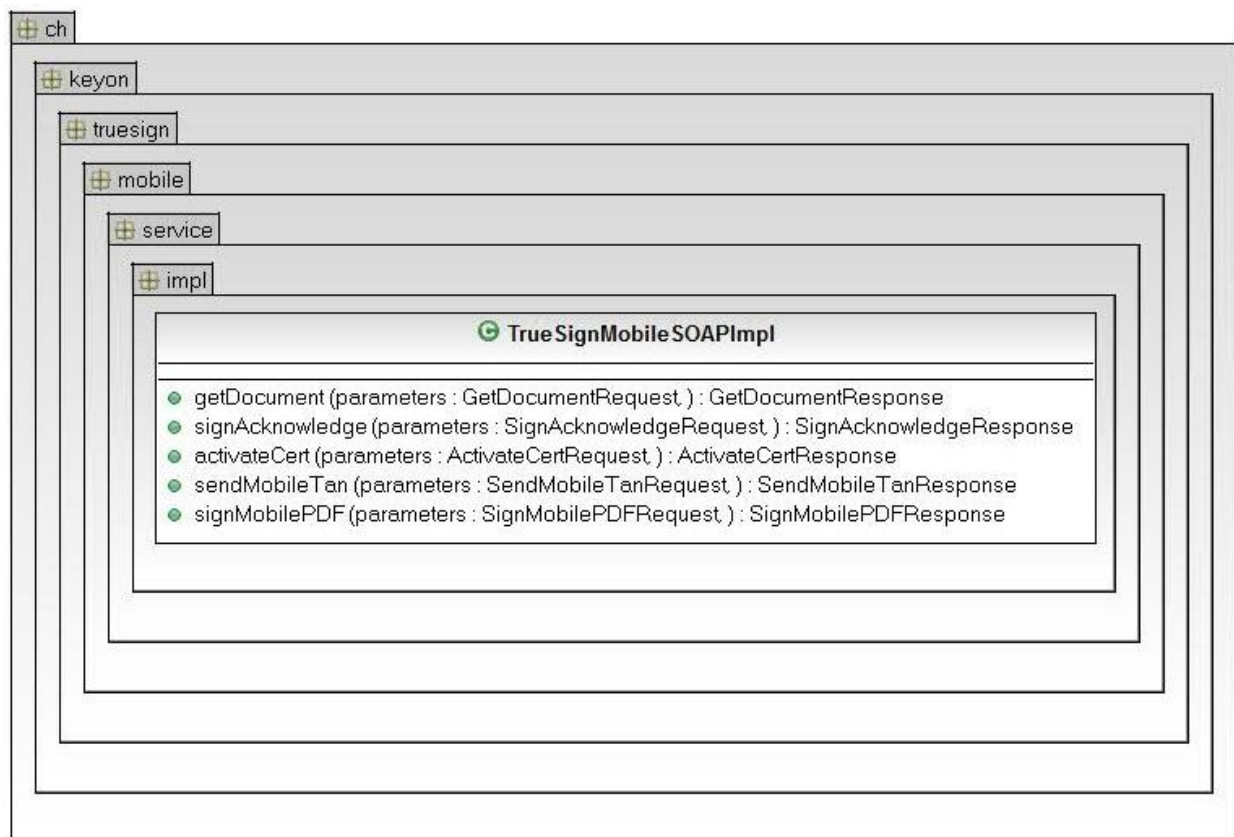 ch
keyon
truesign
mobile
service
impl
TrueSignMobileSOAPImpl
getDocument (parameters : GetDocumentRequest, ) : GetDocumentResponse
signAcknowledge (parameters : SignAcknowledgeRequest, ) : SignAcknowledgeResponse
activateCert (parameters : ActivateCertRequest, ) : ActivateCertResponse
sendMobileTan (parameters : SendMobileTanRequest, ) : SendMobileTanResponse
signMobilePDF (parameters : SignMobilePDFRequest, ) : SignMobilePDFResponse